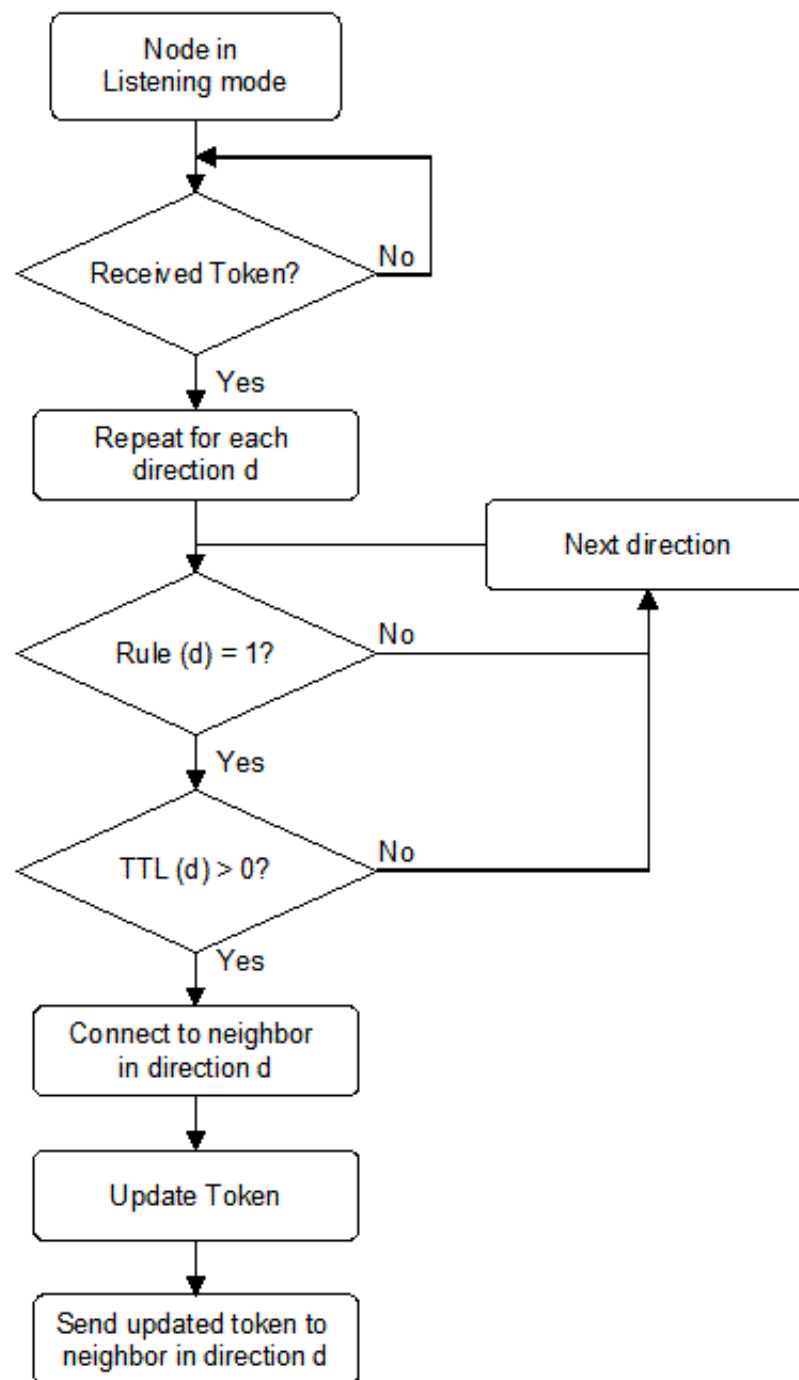 Node in
Listening mode
Received Token?
No
Yes
Repeat for each
direction d
Next direction
Rule (d) = 1?
No
Yes
TTL (d) > 0?
No
Yes
Connect to neighbor
in direction d
Update Token
Send updated token to
neighbor in direction d